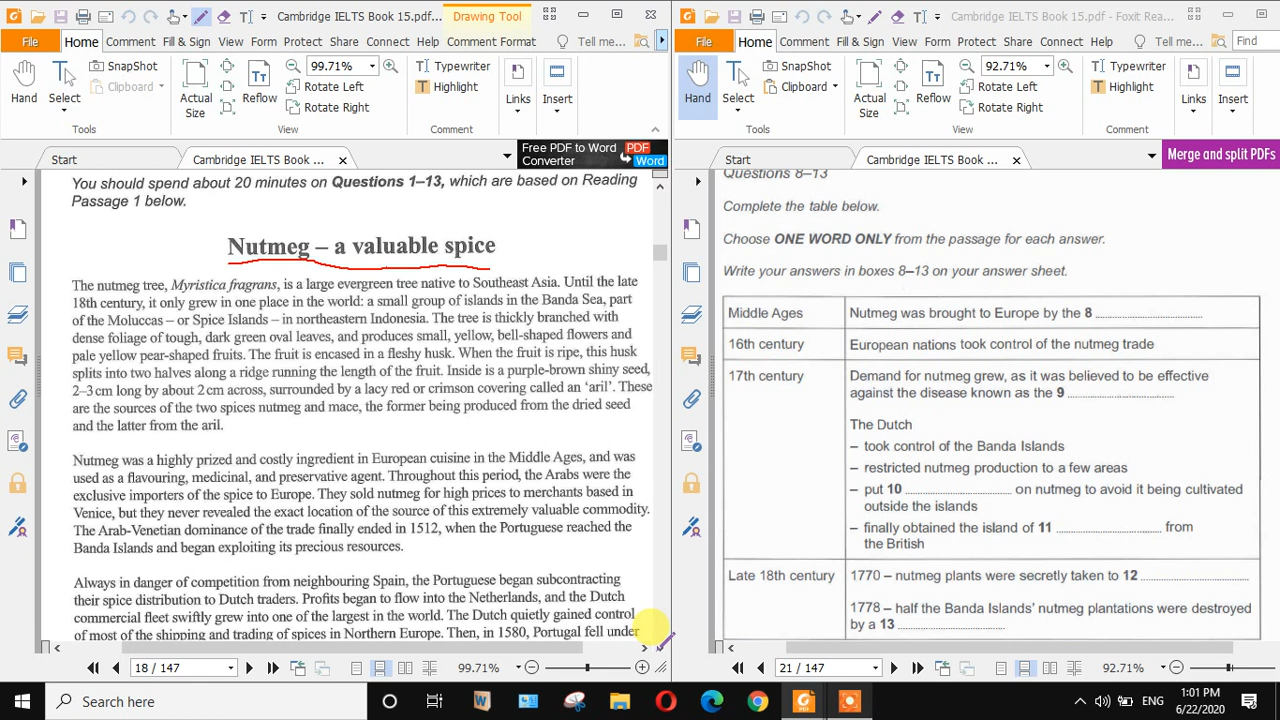 Cambridge IELTS Book 15.pdf...
Drawing Tool
Cambridge IELTS Book 15.pdf - Foxit Rea...
File Home Comment Fill & Sign View Form Protect Share Connect Help Comment Format Tell me...
File Home Comment Fill & Sign View Form Protect Share Connect Help Tell me... Find
Hand
Select
SnapShot
Clipboard
Actual Size
Reflow
99.71%
Rotate Left
Rotate Right
Typewriter
Highlight
Links
Insert
Tools View Comment
Hand
Select
SnapShot
Clipboard
Actual Size
Reflow
92.71%
Rotate Left
Rotate Right
Typewriter
Highlight
Links
Insert
Tools View Comment
Start Cambridge IELTS Book ...
Free PDF to Word PDF
Converter Word
Start Cambridge IELTS Book ...
Merge and split PDFs
You should spend about 20 minutes on Questions 1–13, which are based on Reading
Passage 1 below.
Nutmeg – a valuable spice
The nutmeg tree, Myristica fragrans, is a large evergreen tree native to Southeast Asia. Until the late
18th century, it only grew in one place in the world: a small group of islands in the Banda Sea, part
of the Moluccas – or Spice Islands – in northeastern Indonesia. The tree is thickly branched with
dense foliage of tough, dark green oval leaves, and produces small, yellow, bell-shaped flowers and
pale yellow pear-shaped fruits. The fruit is encased in a fleshy husk. When the fruit is ripe, this husk
splits into two halves along a ridge running the length of the fruit. Inside is a purple-brown shiny seed,
2–3 cm long by about 2 cm across, surrounded by a lacy red or crimson covering called an ‘aril’. These
are the sources of the two spices nutmeg and mace, the former being produced from the dried seed
and the latter from the aril.
Nutmeg was a highly prized and costly ingredient in European cuisine in the Middle Ages, and was
used as a flavouring, medicinal, and preservative agent. Throughout this period, the Arabs were the
exclusive importers of the spice to Europe. They sold nutmeg for high prices to merchants based in
Venice, but they never revealed the exact location of the source of this extremely valuable commodity.
The Arab-Venetian dominance of the trade finally ended in 1512, when the Portuguese reached the
Banda Islands and began exploiting its precious resources.
Always in danger of competition from neighbouring Spain, the Portuguese began subcontracting
their spice distribution to Dutch traders. Profits began to flow into the Netherlands, and the Dutch
commercial fleet swiftly grew into one of the largest in the world. The Dutch quietly gained control
of most of the shipping and trading of spices in Northern Europe. Then, in 1580, Portugal fell under
Questions 8–13
Complete the table below.
Choose ONE WORD ONLY from the passage for each answer.
Write your answers in boxes 8–13 on your answer sheet.
Middle Ages
Nutmeg was brought to Europe by the 8 ..............................
16th century
European nations took control of the nutmeg trade
17th century
Demand for nutmeg grew, as it was believed to be effective
against the disease known as the 9 ..............................
The Dutch
– took control of the Banda Islands
– restricted nutmeg production to a few areas
– put 10 .............................. on nutmeg to avoid it being cultivated
outside the islands
– finally obtained the island of 11 .............................. from
the British
Late 18th century
1770 – nutmeg plants were secretly taken to 12 ..............................
1778 – half the Banda Islands’ nutmeg plantations were destroyed
by a 13 ..............................
18 / 147
99.71%
21 / 147
92.71%
Search here
ENG
1:01 PM
6/22/2020